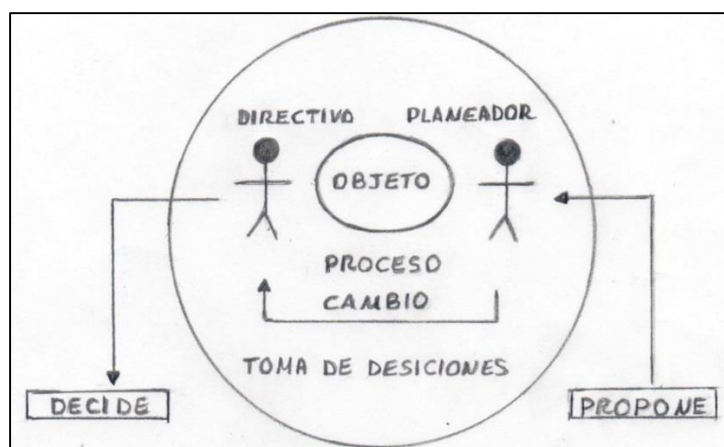 DIRECTIVO PLANEADOR
OBJETO
PROCESO
CAMBIO
TOMA DE DESICIONES
DECIDE PROPONE